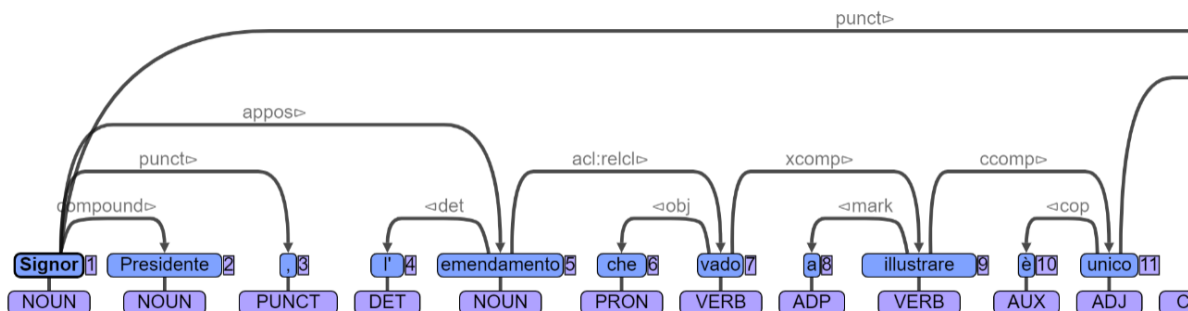 punct▻
appos▻
punct▻ acl:relcl▻ xcomp▻ ccomp▻
compound▻ ◅det ◅obj ◅mark ◅cop
Signor 1 Presidente 2 , 3 l' 4 emendamento 5 che 6 vado 7 a 8 illustrare 9 è 10 unico 11
NOUN NOUN PUNCT DET NOUN PRON VERB ADP VERB AUX ADJ